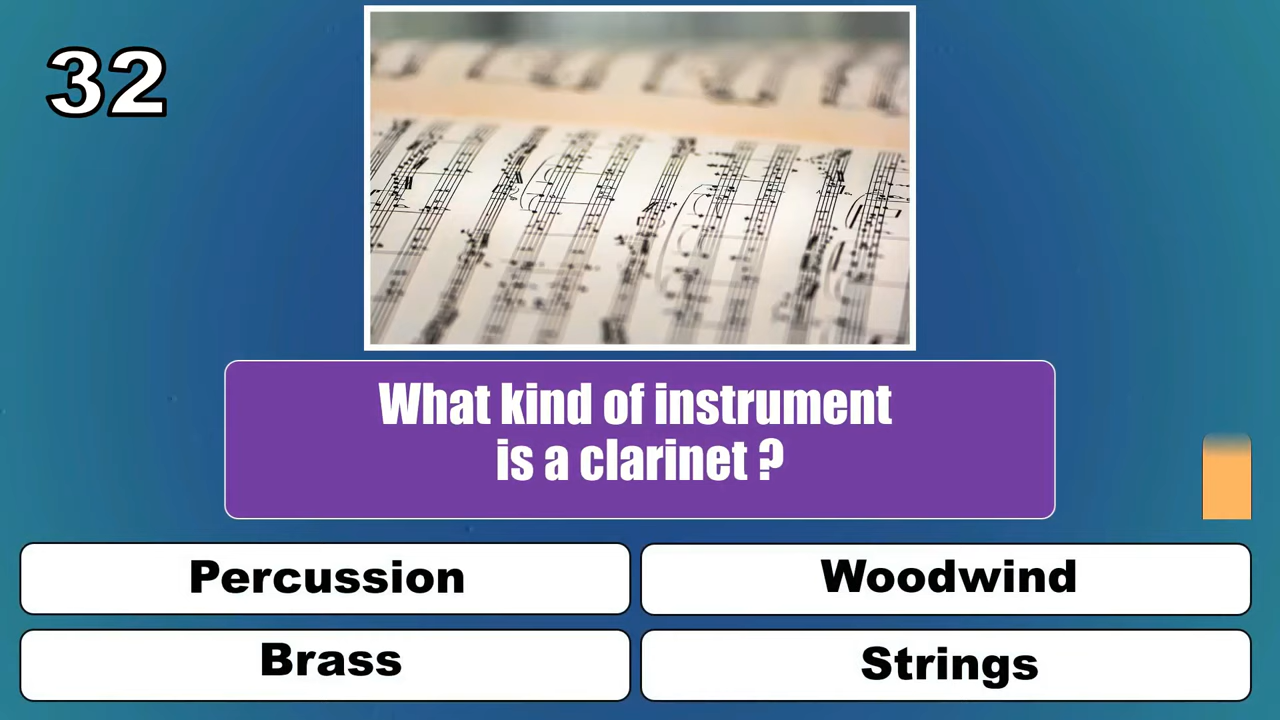 32
What kind of instrument
is a clarinet ?
Percussion
Woodwind
Brass
Strings